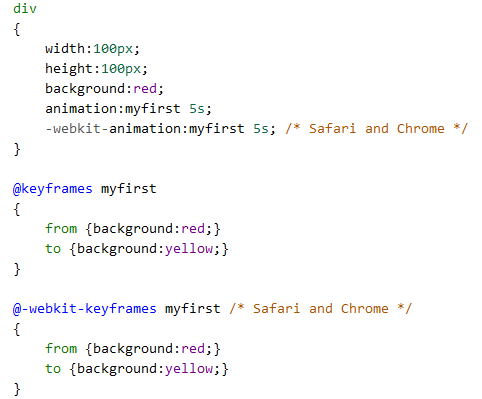 div
{
    width:100px;
    height:100px;
    background:red;
    animation:myfirst 5s;
    -webkit-animation:myfirst 5s; /* Safari and Chrome */
}

@keyframes myfirst
{
    from {background:red;}
    to {background:yellow;}
}

@-webkit-keyframes myfirst /* Safari and Chrome */
{
    from {background:red;}
    to {background:yellow;}
}